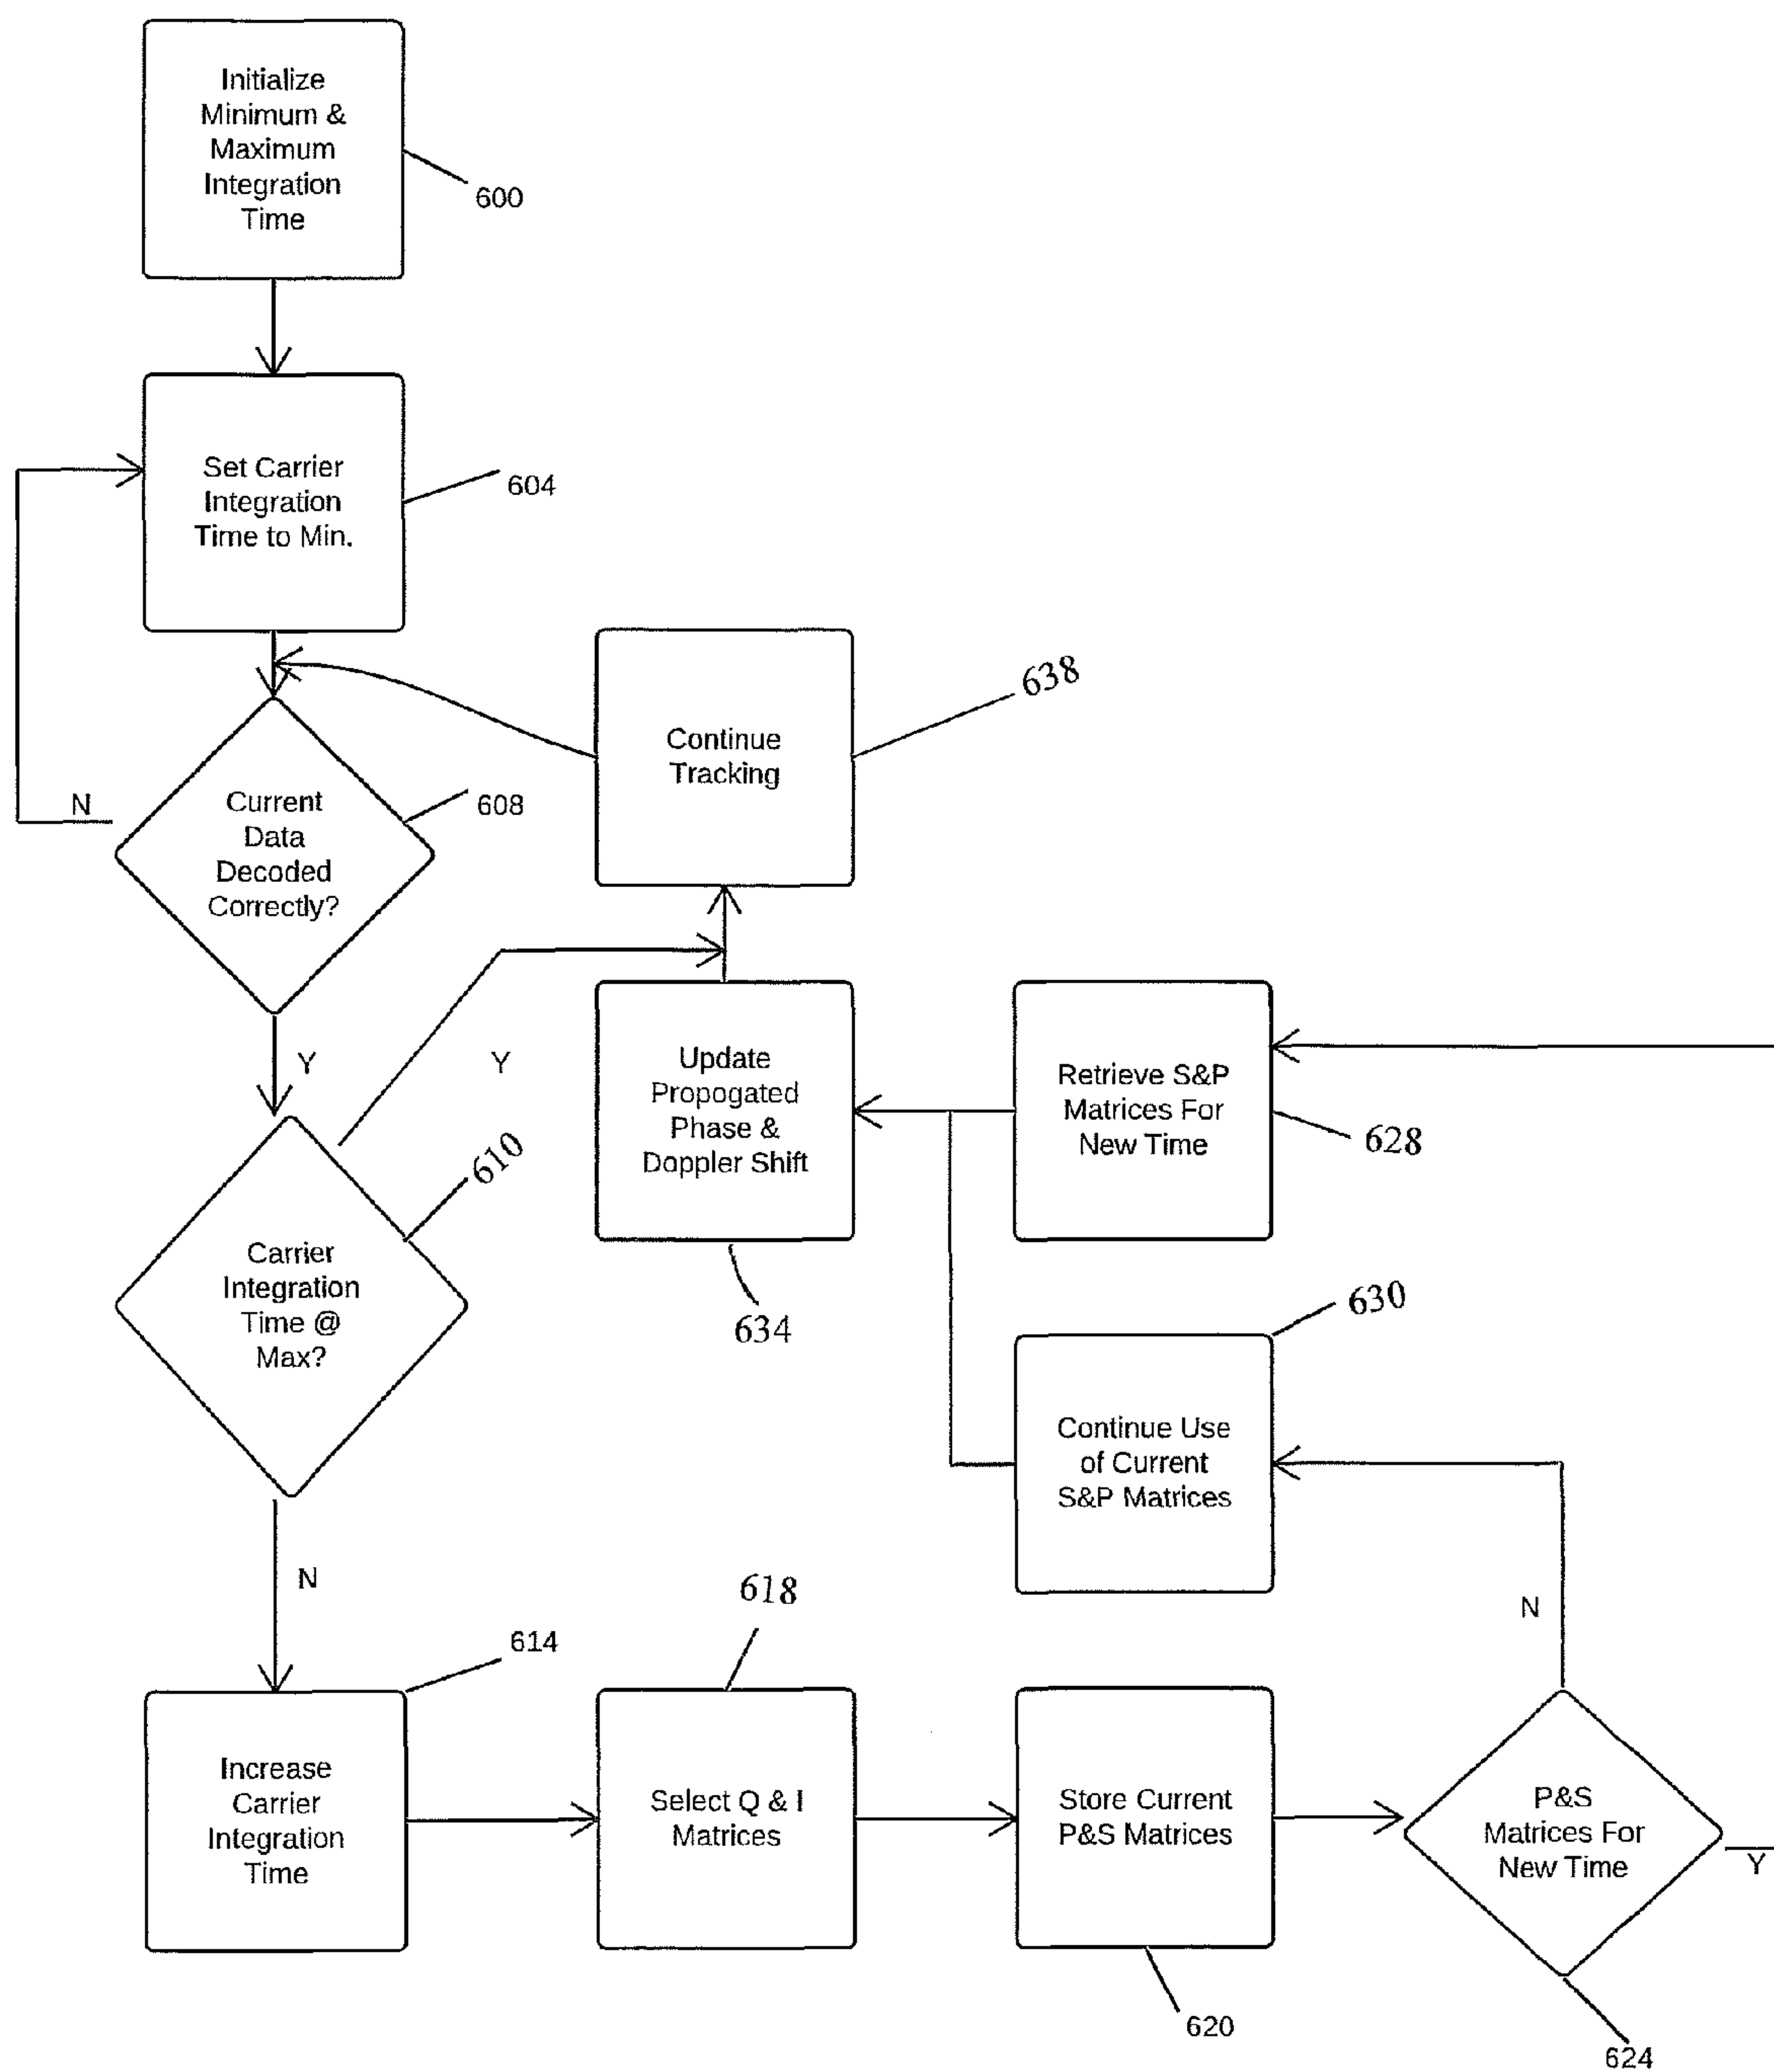 Initialize
Minimum &
Maximum
Integration
Time
600
Set Carrier
Integration
Time to Min.
604
N
Current
Data
Decoded
Correctly?
608
Continue
Tracking
638
Y
Y
Carrier
Integration
Time @
Max?
610
Update
Propogated
Phase &
Doppler Shift
634
Retrieve S&P
Matrices For
New Time
628
Continue Use
of Current
S&P Matrices
630
N
N
Increase
Carrier
Integration
Time
614
Select Q & I
Matrices
618
Store Current
P&S Matrices
620
P&S
Matrices For
New Time
Y
624